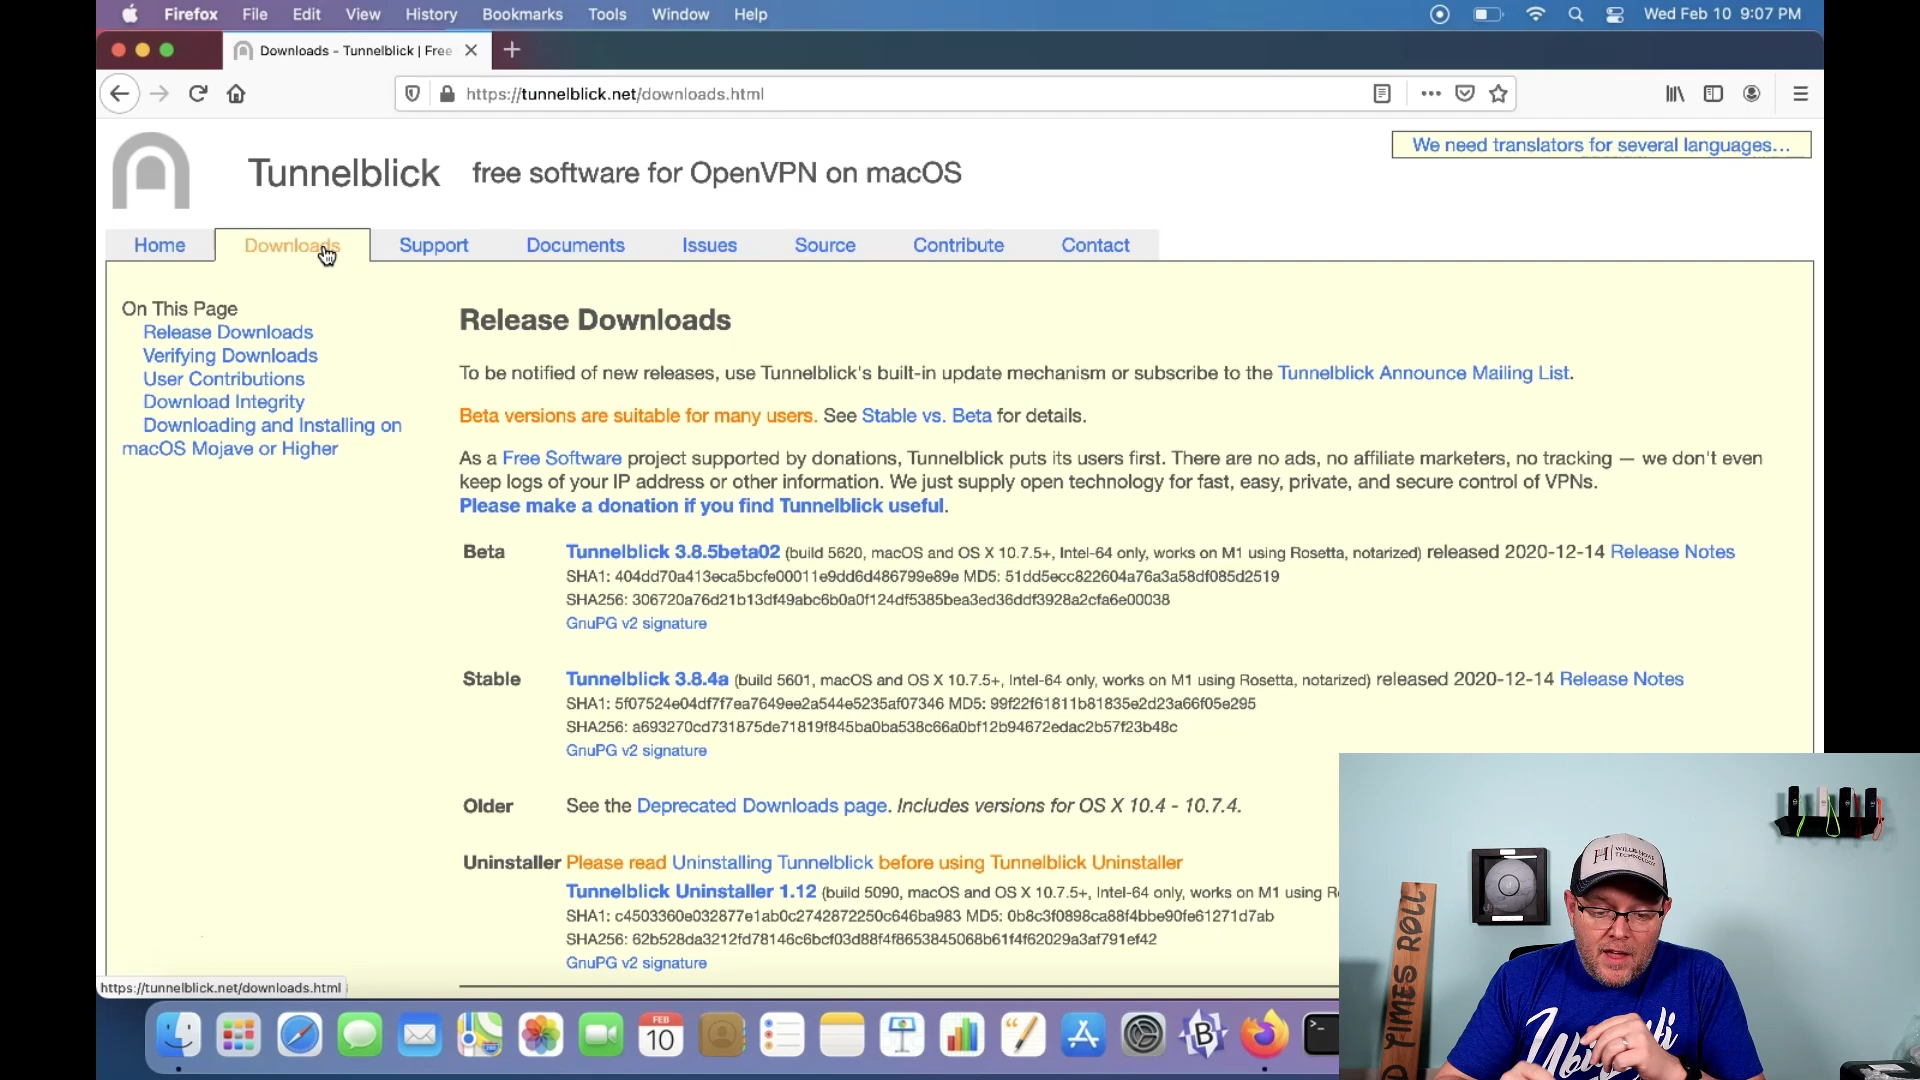 Firefox File Edit View History Bookmarks Tools Window Help Wed Feb 10 9:07 PM
Downloads - Tunnelblick | Free
https://tunnelblick.net/downloads.html
We need translators for several languages...
Tunnelblick free software for OpenVPN on macOS
Home Downloads Support Documents Issues Source Contribute Contact
On This Page
Release Downloads
Verifying Downloads
User Contributions
Download Integrity
Downloading and Installing on
macOS Mojave or Higher
Release Downloads
To be notified of new releases, use Tunnelblick's built-in update mechanism or subscribe to the Tunnelblick Announce Mailing List.
Beta versions are suitable for many users. See Stable vs. Beta for details.
As a Free Software project supported by donations, Tunnelblick puts its users first. There are no ads, no affiliate marketers, no tracking — we don't even
keep logs of your IP address or other information. We just supply open technology for fast, easy, private, and secure control of VPNs.
Please make a donation if you find Tunnelblick useful.
Beta Tunnelblick 3.8.5beta02 (build 5620, macOS and OS X 10.7.5+, Intel-64 only, works on M1 using Rosetta, notarized) released 2020-12-14 Release Notes
SHA1: 404dd70a413eca5bcfe00011e9dd6d486799e89e MD5: 51dd5ecc822604a76a3a58df085d2519
SHA256: 306720a76d21b13df49abc6b0a0f124df5385bea3ed36ddf3928a2cfa6e00038
GnuPG v2 signature
Stable Tunnelblick 3.8.4a (build 5601, macOS and OS X 10.7.5+, Intel-64 only, works on M1 using Rosetta, notarized) released 2020-12-14 Release Notes
SHA1: 5f07524e04df7f7ea7649ee2a544e5235af07346 MD5: 99f22f61811b81835e2d23a66f05e295
SHA256: a693270cd731875de71819f845ba0ba538c66a0bf12b94672edac2b57f23b48c
GnuPG v2 signature
Older See the Deprecated Downloads page. Includes versions for OS X 10.4 - 10.7.4.
Uninstaller Please read Uninstalling Tunnelblick before using Tunnelblick Uninstaller
Tunnelblick Uninstaller 1.12 (build 5090, macOS and OS X 10.7.5+, Intel-64 only, works on M1 using R
SHA1: c4503360e032877e1ab0c2742872250c646ba983 MD5: 0b8c3f0898ca88f4bbe90fe61271d7ab
SHA256: 62b528da3212fd78146c6bcf03d88f4f8653845068b61f4f62029a3af791ef42
GnuPG v2 signature
https://tunnelblick.net/downloads.html
FEB
10
TIMES ROLL
Ubiquiti